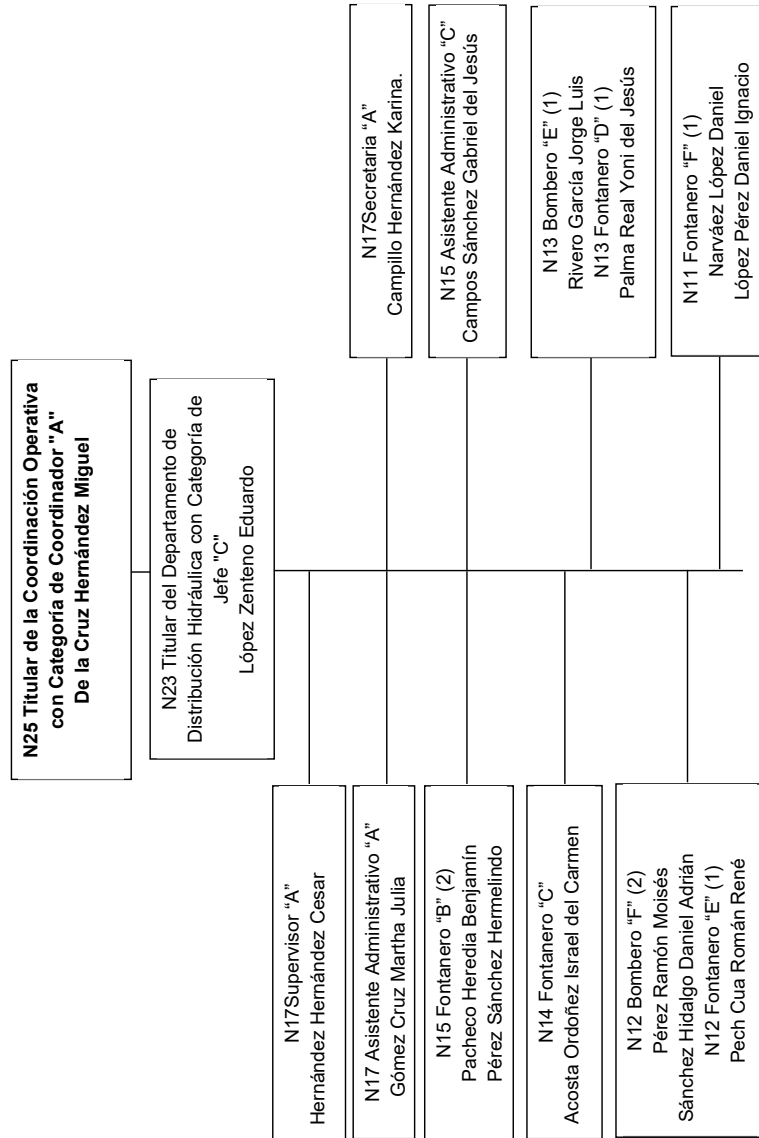 N25 Titular de la Coordinación Operativa
con Categoría de Coordinador "A"
De la Cruz Hernández Miguel
N23 Titular del Departamento de
Distribución Hidráulica con Categoría de
Jefe "C"
López Zenteno Eduardo
N17Supervisor “A”
Hernández Hernández Cesar
N17 Asistente Administrativo “A”
Gómez Cruz Martha Julia
N15 Fontanero “B” (2)
Pacheco Heredia Benjamín
Pérez Sánchez Hermelindo
N14 Fontanero “C”
Acosta Ordoñez Israel del Carmen
N12 Bombero “F” (2)
Pérez Ramón Moisés
Sánchez Hidalgo Daniel Adrián
N12 Fontanero “E” (1)
Pech Cua Román René
N17Secretaria “A”
Campillo Hernández Karina.
N15 Asistente Administrativo “C”
Campos Sánchez Gabriel del Jesús
N13 Bombero “E” (1)
Rivero García Jorge Luis
N13 Fontanero “D” (1)
Palma Real Yoni del Jesús
N11 Fontanero “F” (1)
Narváez López Daniel
López Pérez Daniel Ignacio